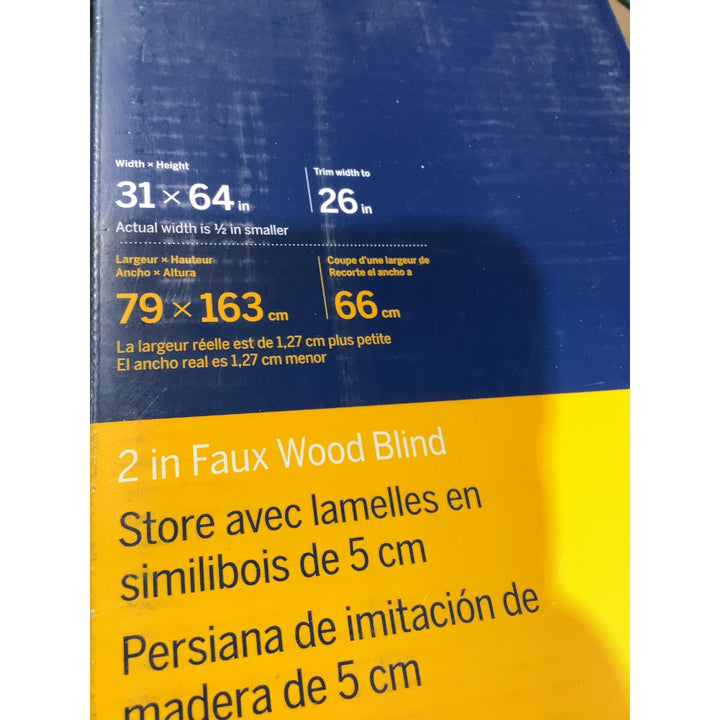 Width × Height
31 × 64 in
Trim width to
26 in
Actual width is ½ in smaller
Largeur × Hauteur
Ancho × Altura
79 × 163 cm
Coupe d'une largeur de
Recorte el ancho a
66 cm
La largeur réelle est de 1,27 cm plus petite
El ancho real es 1,27 cm menor
2 in Faux Wood Blind
Store avec lamelles en
similibois de 5 cm
Persiana de imitación de
madera de 5 cm